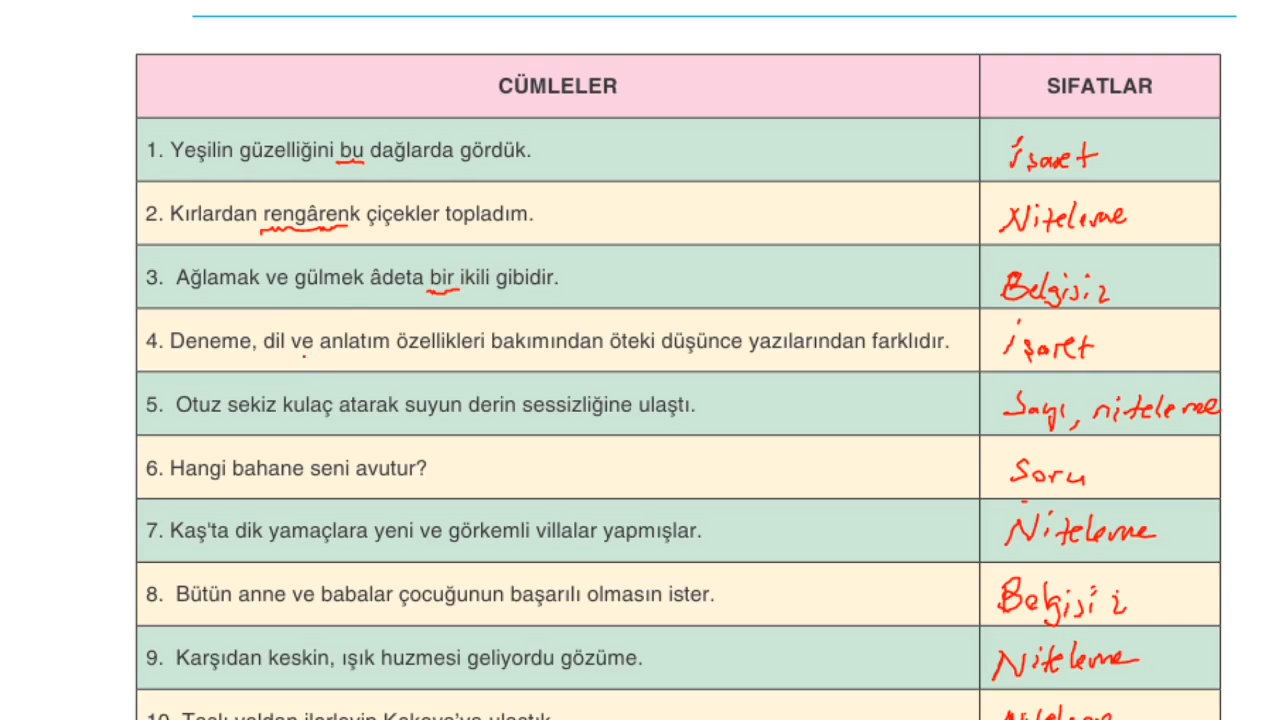 CÜMLELER SIFATLAR
1. Yeşilin güzelliğini bu dağlarda gördük. İşaret
2. Kırlardan rengârenk çiçekler topladım. Niteleme
3. Ağlamak ve gülmek âdeta bir ikili gibidir. Belgisiz
4. Deneme, dil ve anlatım özellikleri bakımından öteki düşünce yazılarından farklıdır. İşaret
5. Otuz sekiz kulaç atarak suyun derin sessizliğine ulaştı. Sayı, niteleme
6. Hangi bahane seni avutur? Soru
7. Kaş'ta dik yamaçlara yeni ve görkemli villalar yapmışlar. Niteleme
8. Bütün anne ve babalar çocuğunun başarılı olmasın ister. Belgisiz
9. Karşıdan keskin, ışık huzmesi geliyordu gözüme. Niteleme